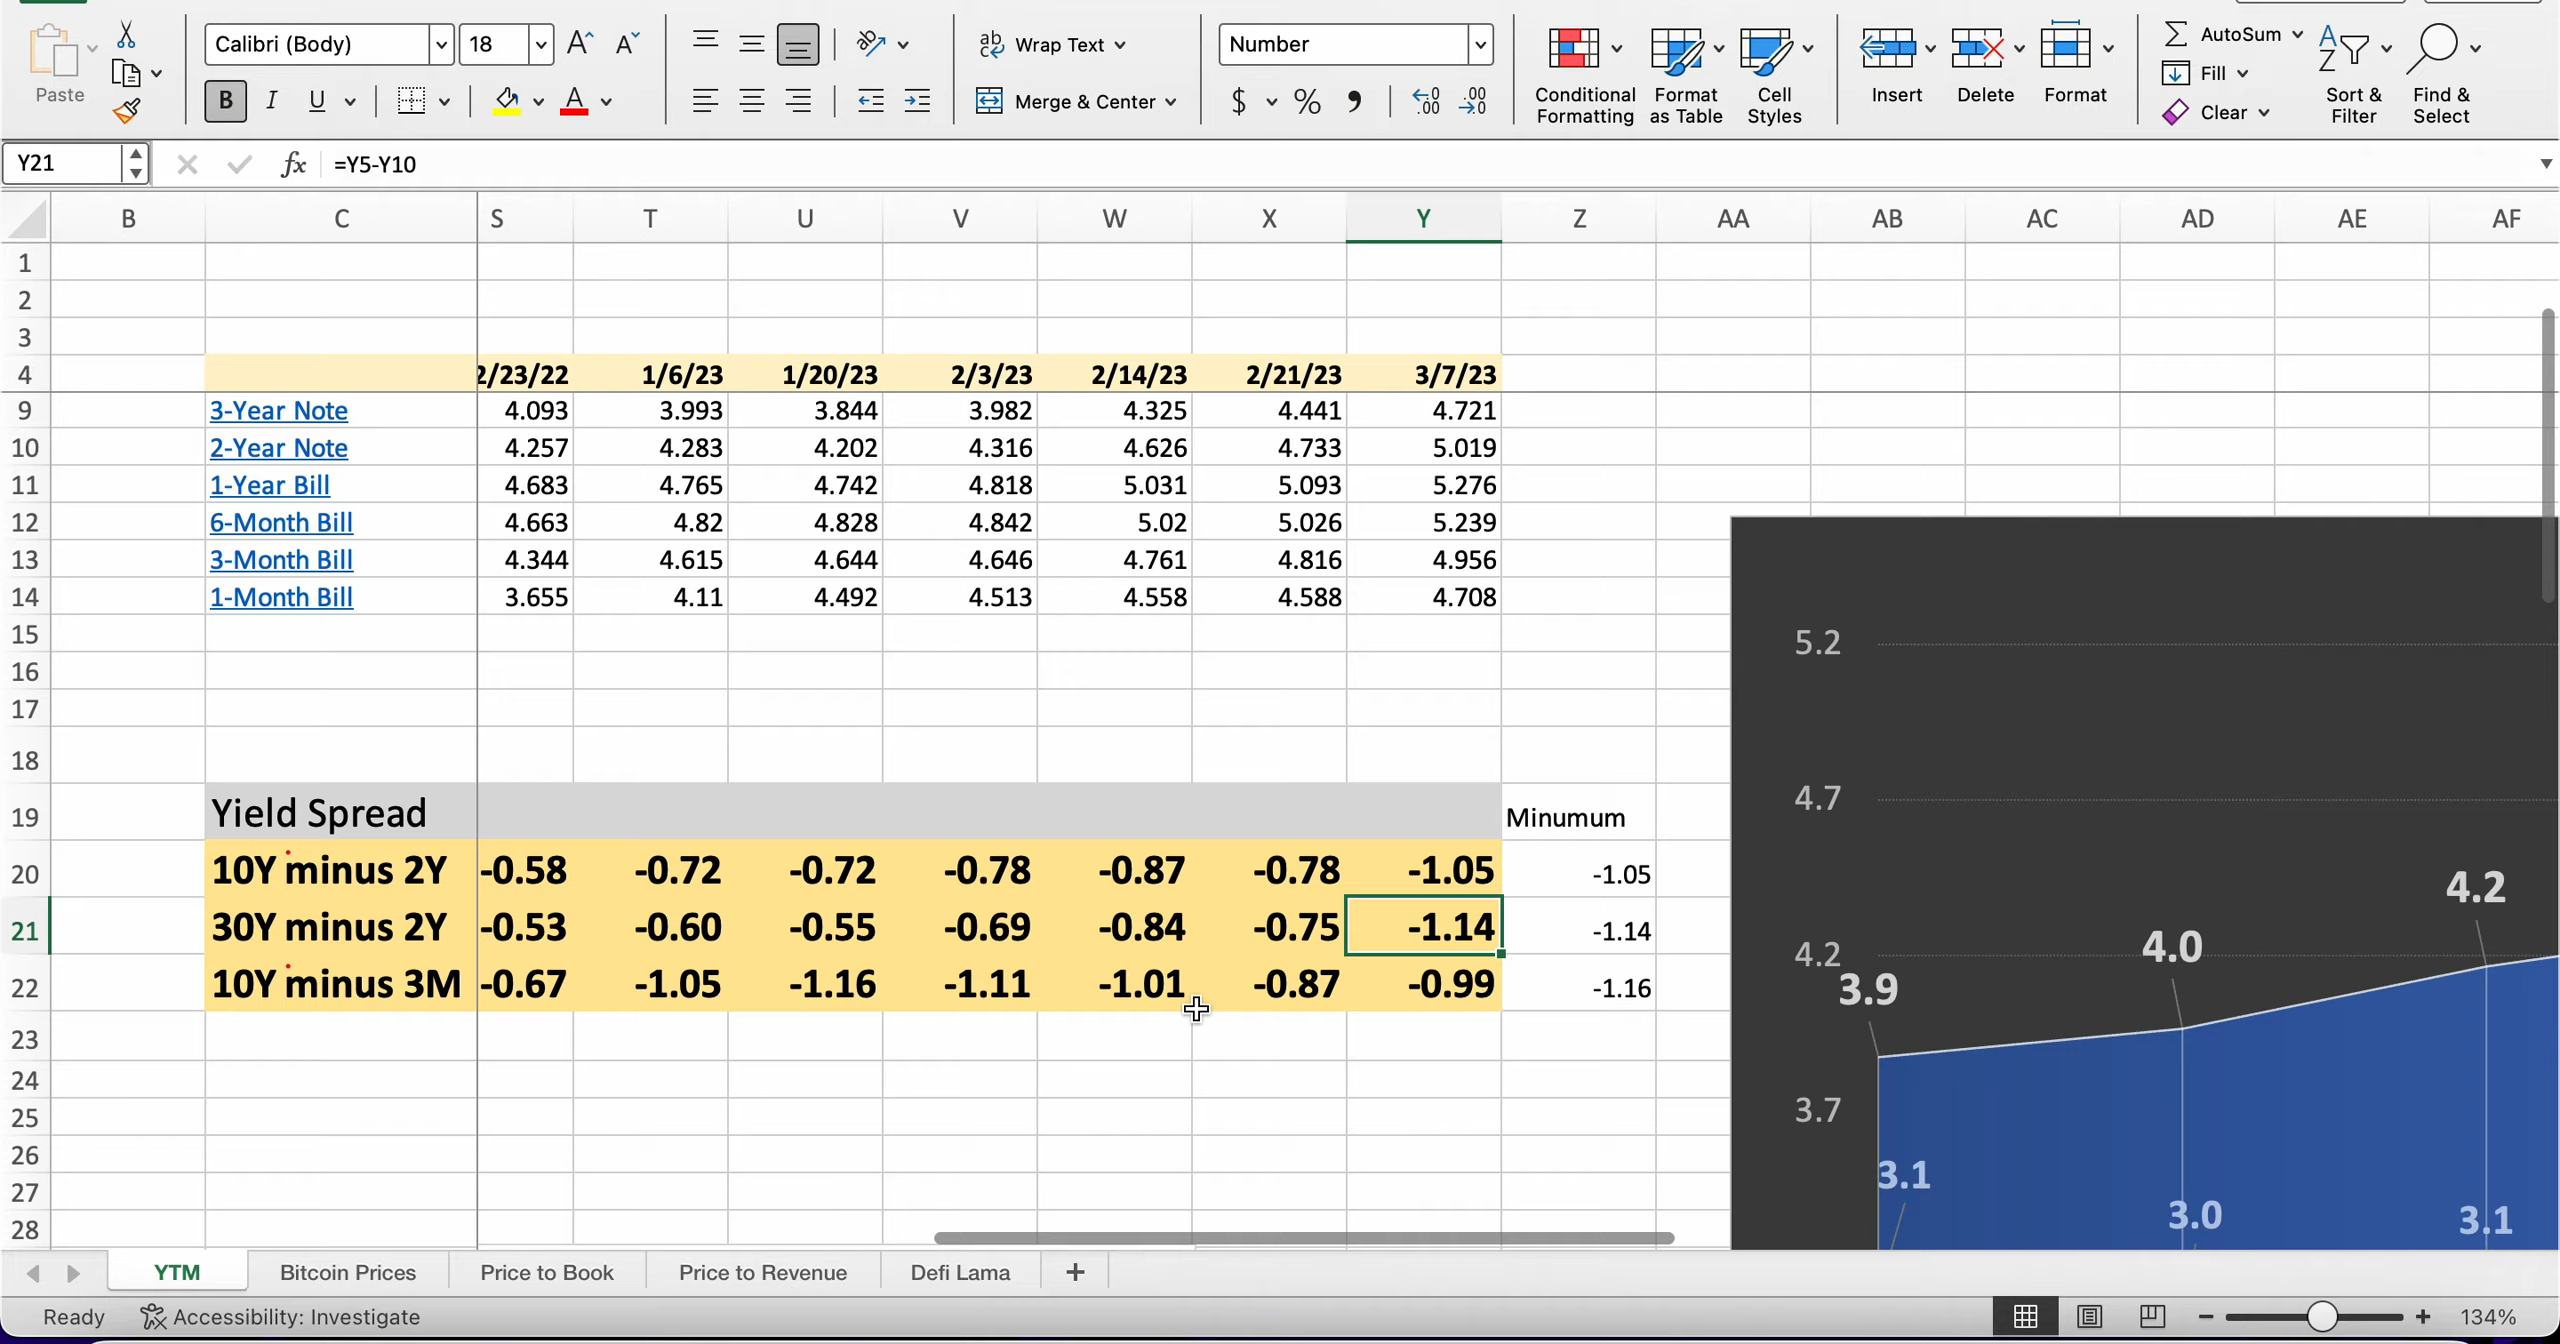 Calibri (Body) 18 Wrap Text Number AutoSum
Paste Fill
B I U Merge & Center $ % Conditional Formatting Format as Table Cell Styles Insert Delete Format Clear Sort & Filter Find & Select
Y21 fx =Y5-Y10
B C S T U V W X Y Z AA AB AC AD AE AF
1
2
3
4 2/23/22 1/6/23 1/20/23 2/3/23 2/14/23 2/21/23 3/7/23
9 3-Year Note 4.093 3.993 3.844 3.982 4.325 4.441 4.721
10 2-Year Note 4.257 4.283 4.202 4.316 4.626 4.733 5.019
11 1-Year Bill 4.683 4.765 4.742 4.818 5.031 5.093 5.276
12 6-Month Bill 4.663 4.82 4.828 4.842 5.02 5.026 5.239
13 3-Month Bill 4.344 4.615 4.644 4.646 4.761 4.816 4.956
14 1-Month Bill 3.655 4.11 4.492 4.513 4.558 4.588 4.708
15
16
17
18
19 Yield Spread Minumum
20 10Y minus 2Y -0.58 -0.72 -0.72 -0.78 -0.87 -0.78 -1.05 -1.05
21 30Y minus 2Y -0.53 -0.60 -0.55 -0.69 -0.84 -0.75 -1.14 -1.14
22 10Y minus 3M -0.67 -1.05 -1.16 -1.11 -1.01 -0.87 -0.99 -1.16
23
24
25
26
27
28
5.2
4.7
4.2
4.2
4.0
3.9
3.7
3.1
3.0
3.1
YTM Bitcoin Prices Price to Book Price to Revenue Defi Lama +
Ready Accessibility: Investigate 134%